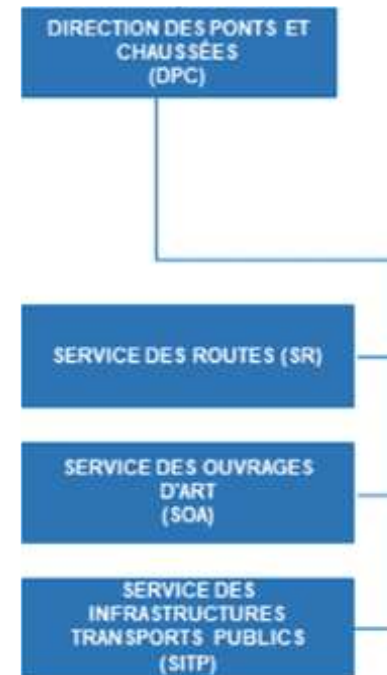 DIRECTION DES PONTS ET
CHAUSSÉES
(DPC)
SERVICE DES ROUTES (SR)
SERVICE DES OUVRAGES
D'ART
(SOA)
SERVICE DES
INFRASTRUCTURES
TRANSPORTS PUBLICS
(SITP)